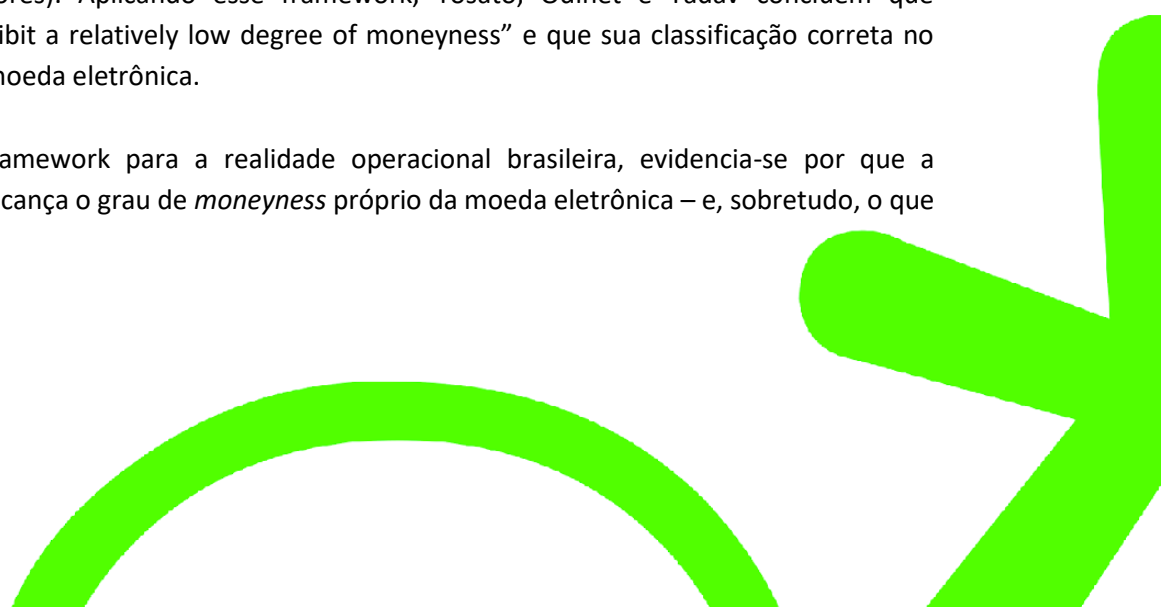 ores). Aplicando esse framework, Tosato, Odinet e Yadav concluem que
ibit a relatively low degree of moneyness” e que sua classificação correta no
moeda eletrônica.
amework para a realidade operacional brasileira, evidencia-se por que a
cança o grau de moneyness próprio da moeda eletrônica – e, sobretudo, o que